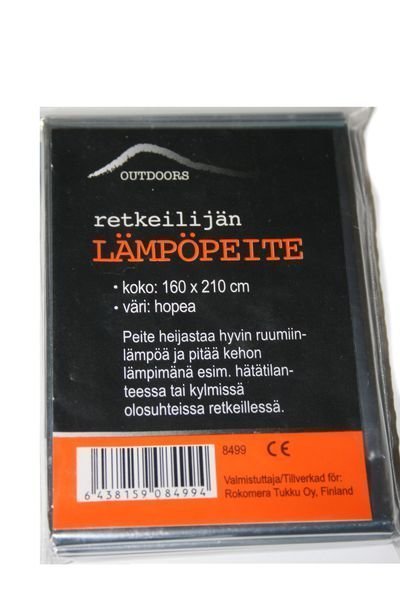 OUTDOORS
retkeilijän
LÄMPÖPEITE
• koko: 160 x 210 cm
• väri: hopea
Peite heijastaa hyvin ruumiin-
lämpöä ja pitää kehon
lämpimänä esim. hätätilan-
teessa tai kylmissä
olosuhteissa retkeillessä.
8499 CE
6 438159 084994
Valmistuttaja/Tillverkad för:
Rokomera Tukku Oy, Finland